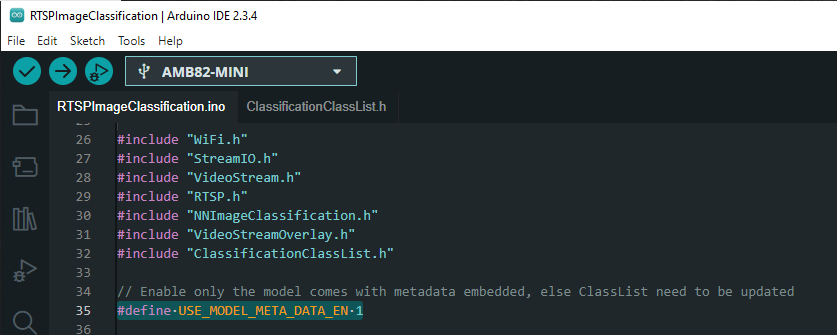 RTSPImageClassification | Arduino IDE 2.3.4
File Edit Sketch Tools Help
AMB82-MINI
RTSPImageClassification.ino ClassificationClassList.h
25
26 #include "WiFi.h"
27 #include "StreamIO.h"
28 #include "VideoStream.h"
29 #include "RTSP.h"
30 #include "NNImageClassification.h"
31 #include "VideoStreamOverlay.h"
32 #include "ClassificationClassList.h"
33
34 // Enable only the model comes with metadata embedded, else ClassList need to be updated
35 #define·USE_MODEL_META_DATA_EN·1
36